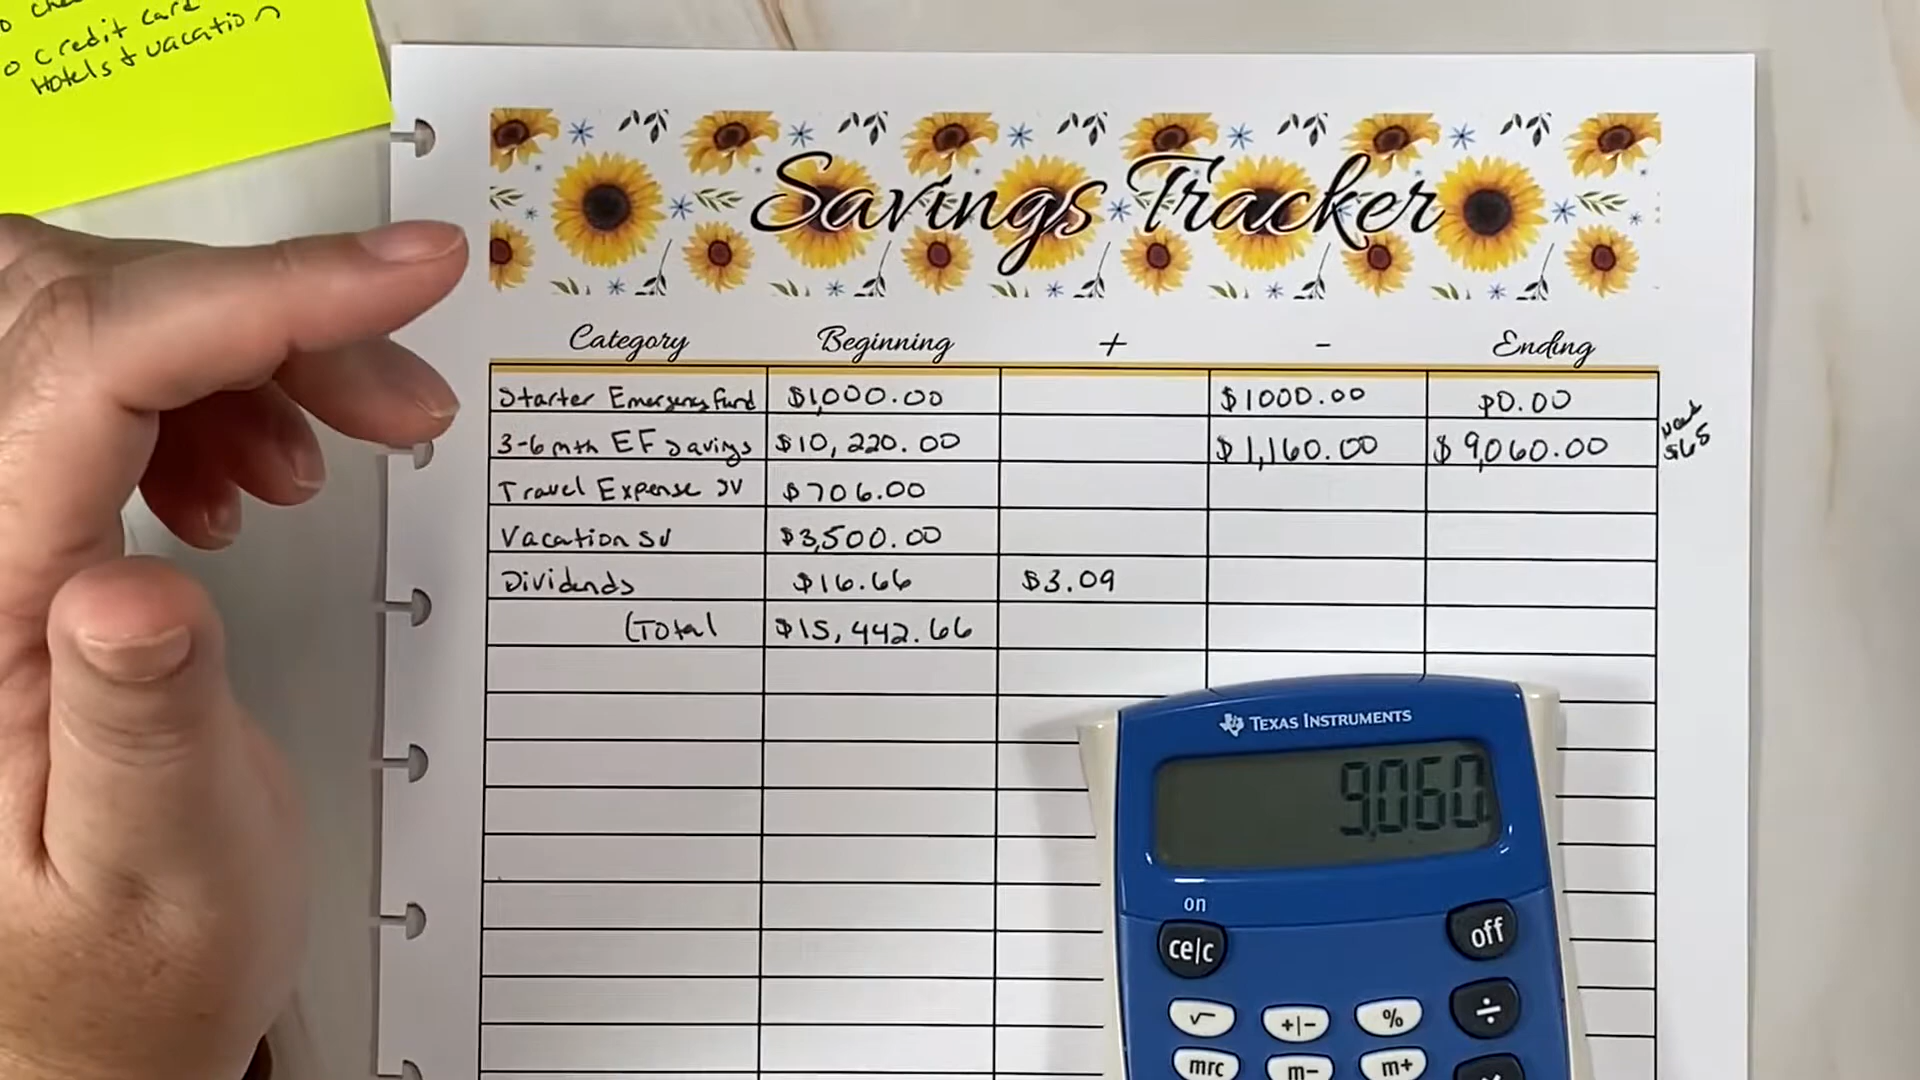 credit card
Hotels & vacation
Savings Tracker
Category Beginning + - Ending
Starter Emergency Fund $1,000.00 $1000.00 $0.00
3-6 mth EF Savings $10,220.00 $1,160.00 $9,060.00
Travel Expense SV $706.00
Vacation SV $3,500.00
Dividends $16.66 $3.09
(Total $15,442.66
TEXAS INSTRUMENTS
9,060
on
ce|c off
√ +|- % ÷
mrc m- m+